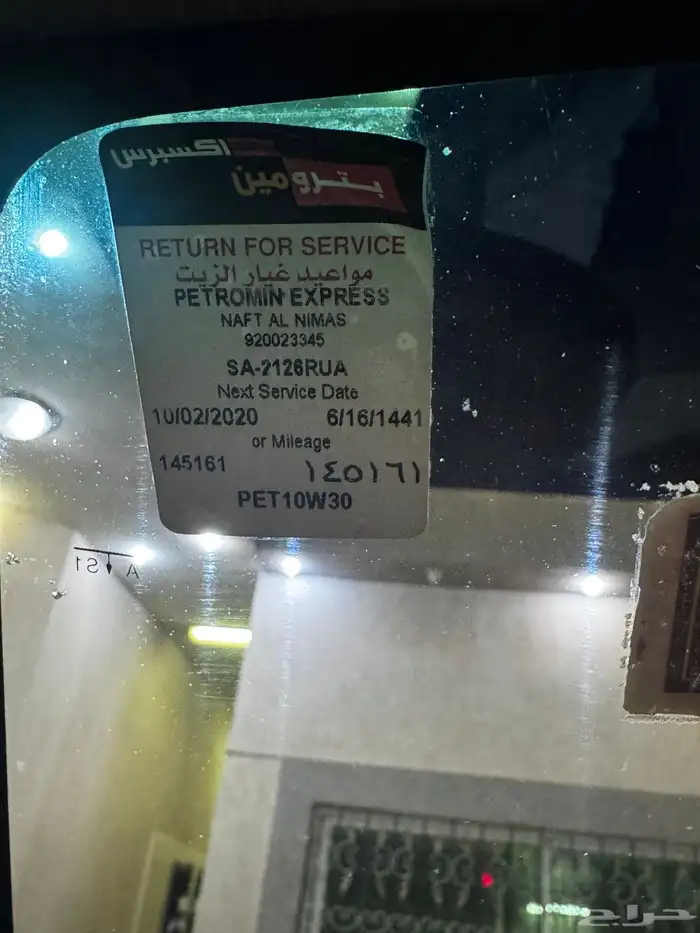 اكسبرس
بترومين
RETURN FOR SERVICE
مواعيد غيار الزيت
PETROMIN EXPRESS
NAFT AL NIMAS
920023345
SA-2126RUA
Next Service Date
10/02/2020 6/16/1441
or Mileage
145161 ١٤٥١٦١
PET10W30
A S1
حراج